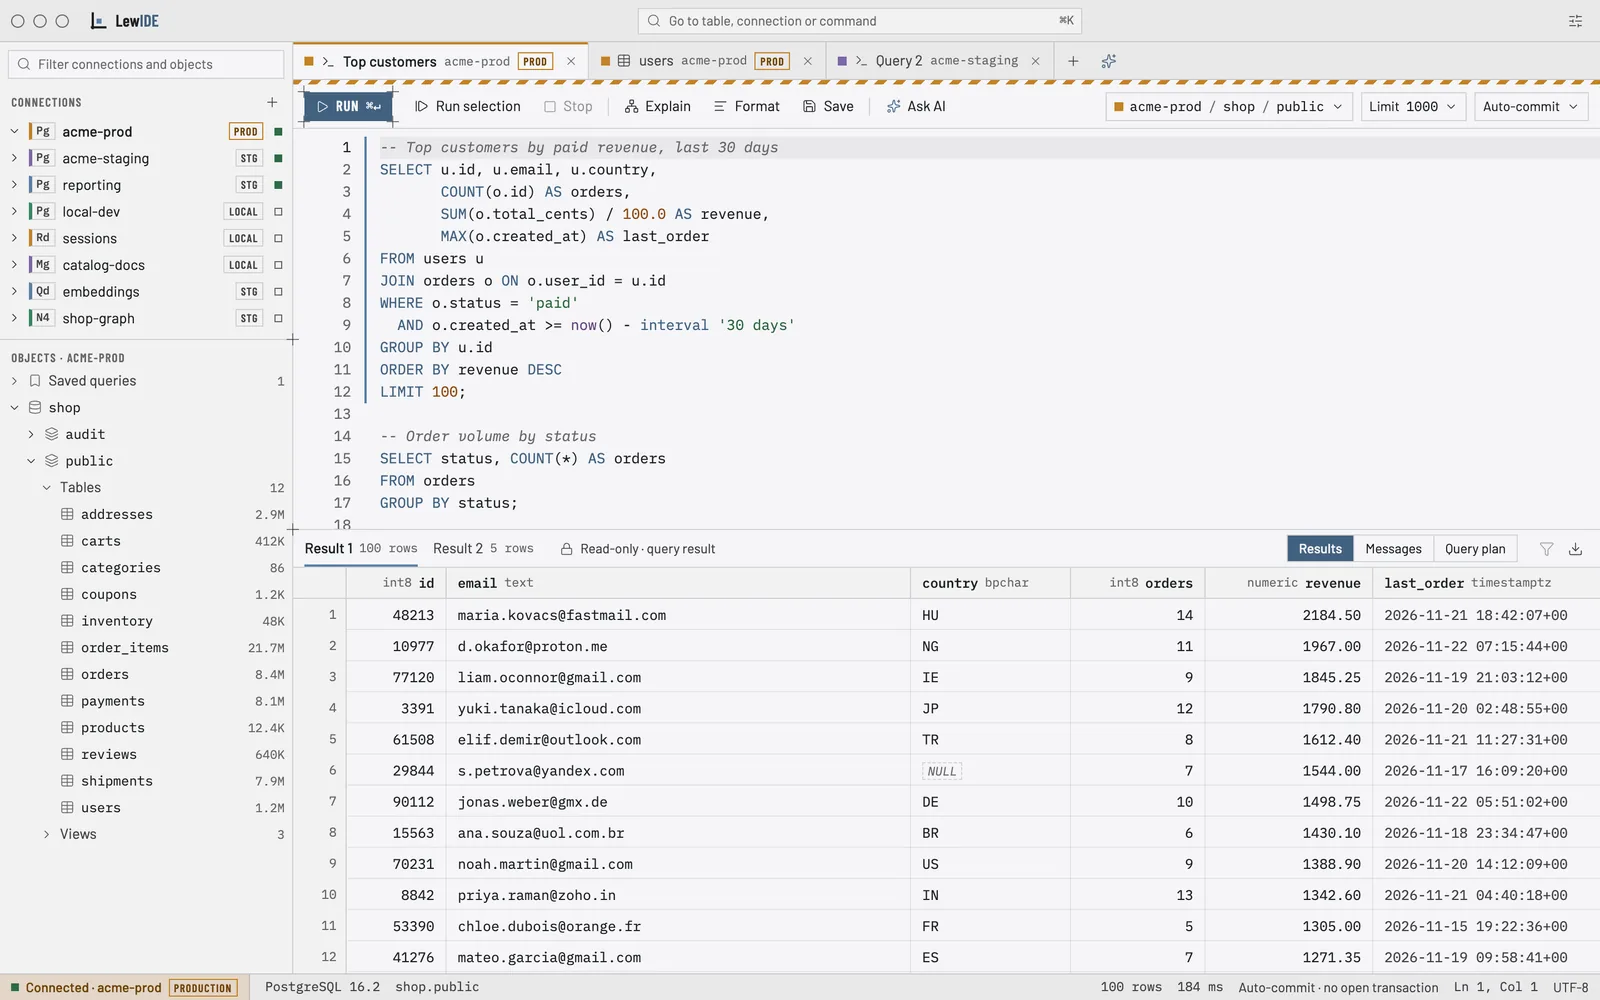 LewIDE
Go to table, connection or command ⌘K
Filter connections and objects
CONNECTIONS
Pg acme-prod PROD
Pg acme-staging STG
Pg reporting STG
Pg local-dev LOCAL
Rd sessions LOCAL
Mg catalog-docs LOCAL
Qd embeddings STG
N4 shop-graph STG
OBJECTS · ACME-PROD
Saved queries 1
shop
audit
public
Tables 12
addresses 2.9M
carts 412K
categories 86
coupons 1.2K
inventory 48K
order_items 21.7M
orders 8.4M
payments 8.1M
products 12.4K
reviews 640K
shipments 7.9M
users 1.2M
Views 3
Top customers acme-prod PROD
users acme-prod PROD
Query 2 acme-staging
RUN ⌘↵ Run selection Stop Explain Format Save Ask AI
acme-prod / shop / public Limit 1000 Auto-commit
1 -- Top customers by paid revenue, last 30 days
2 SELECT u.id, u.email, u.country,
3 COUNT(o.id) AS orders,
4 SUM(o.total_cents) / 100.0 AS revenue,
5 MAX(o.created_at) AS last_order
6 FROM users u
7 JOIN orders o ON o.user_id = u.id
8 WHERE o.status = 'paid'
9 AND o.created_at >= now() - interval '30 days'
10 GROUP BY u.id
11 ORDER BY revenue DESC
12 LIMIT 100;
13
14 -- Order volume by status
15 SELECT status, COUNT(*) AS orders
16 FROM orders
17 GROUP BY status;
18
Result 1 100 rows Result 2 5 rows Read-only · query result
Results Messages Query plan
int8 id email text country bpchar int8 orders numeric revenue last_order timestamptz
1 48213 maria.kovacs@fastmail.com HU 14 2184.50 2026-11-21 18:42:07+00
2 10977 d.okafor@proton.me NG 11 1967.00 2026-11-22 07:15:44+00
3 77120 liam.oconnor@gmail.com IE 9 1845.25 2026-11-19 21:03:12+00
4 3391 yuki.tanaka@icloud.com JP 12 1790.80 2026-11-20 02:48:55+00
5 61508 elif.demir@outlook.com TR 8 1612.40 2026-11-21 11:27:31+00
6 29844 s.petrova@yandex.com NULL 7 1544.00 2026-11-17 16:09:20+00
7 90112 jonas.weber@gmx.de DE 10 1498.75 2026-11-22 05:51:02+00
8 15563 ana.souza@uol.com.br BR 6 1430.10 2026-11-18 23:34:47+00
9 70231 noah.martin@gmail.com US 9 1388.90 2026-11-20 14:12:09+00
10 8842 priya.raman@zoho.in IN 13 1342.60 2026-11-21 04:40:18+00
11 53390 chloe.dubois@orange.fr FR 5 1305.00 2026-11-15 19:22:36+00
12 41276 mateo.garcia@gmail.com ES 7 1271.35 2026-11-19 09:58:41+00
Connected · acme-prod PRODUCTION PostgreSQL 16.2 shop.public
100 rows 184 ms Auto-commit · no open transaction Ln 1, Col 1 UTF-8